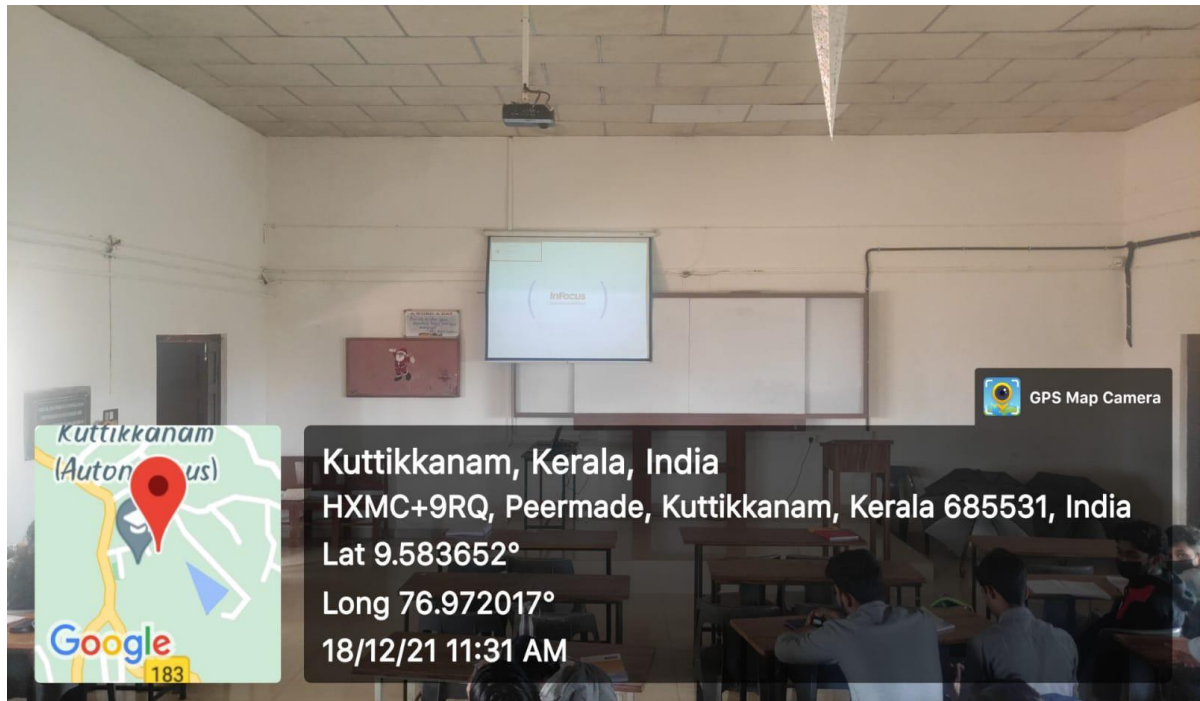 InFocus
GPS Map Camera
Kuttikkanam
(Auton us)
Google
183
Kuttikkanam, Kerala, India
HXMC+9RQ, Peermade, Kuttikkanam, Kerala 685531, India
Lat 9.583652°
Long 76.972017°
18/12/21 11:31 AM